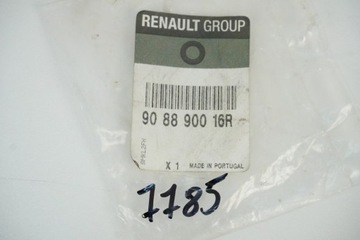 RENAULT GROUP
90 88 900 16R
X 1 MADE IN PORTUGAL
7785